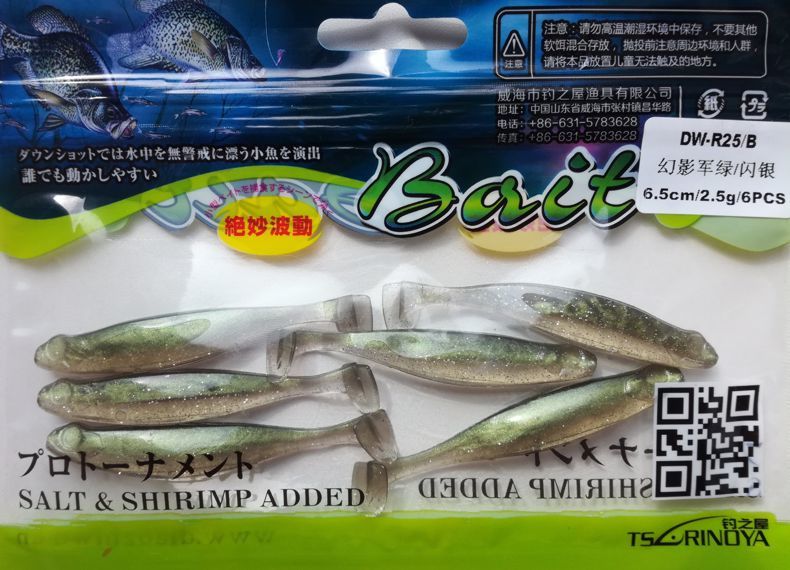 注意：请勿高温潮湿环境中保存，不要其他
软饵混合存放， 抛投前注意周边环境和人群，
请将本品放置儿童无法触及的地方。
注意
威海市钓之屋渔具有限公司
地址：中国山东省威海市张村镇昌华路
电话：+86-631-5783628
传真：+86-631-5783628
DW-R25/B
幻影军绿/闪银
6.5cm/2.5g/6PCS
ダウンショットでは水中を無警戒に漂う小魚を演出
誰でも動かしやすい
Bait
絶妙波動
プロトーナメント
SALT & SHIRIMP ADDED
钓之屋
TSURINOYA